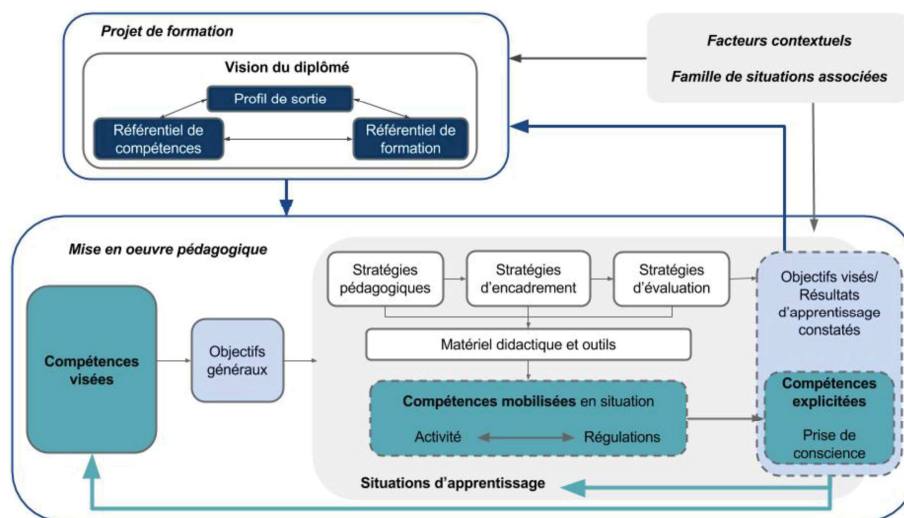 Projet de formation
Vision du diplômé
Profil de sortie
Référentiel de
compétences
Référentiel de
formation
Facteurs contextuels
Famille de situations associées
Mise en oeuvre pédagogique
Compétences
visées
Objectifs
généraux
Stratégies
pédagogiques
Stratégies
d'encadrement
Stratégies
d'évaluation
Matériel didactique et outils
Compétences mobilisées en situation
Activité
Régulations
Objectifs visés/
Résultats
d'apprentissage
constatés
Compétences
explicitées
Prise de
conscience
Situations d'apprentissage